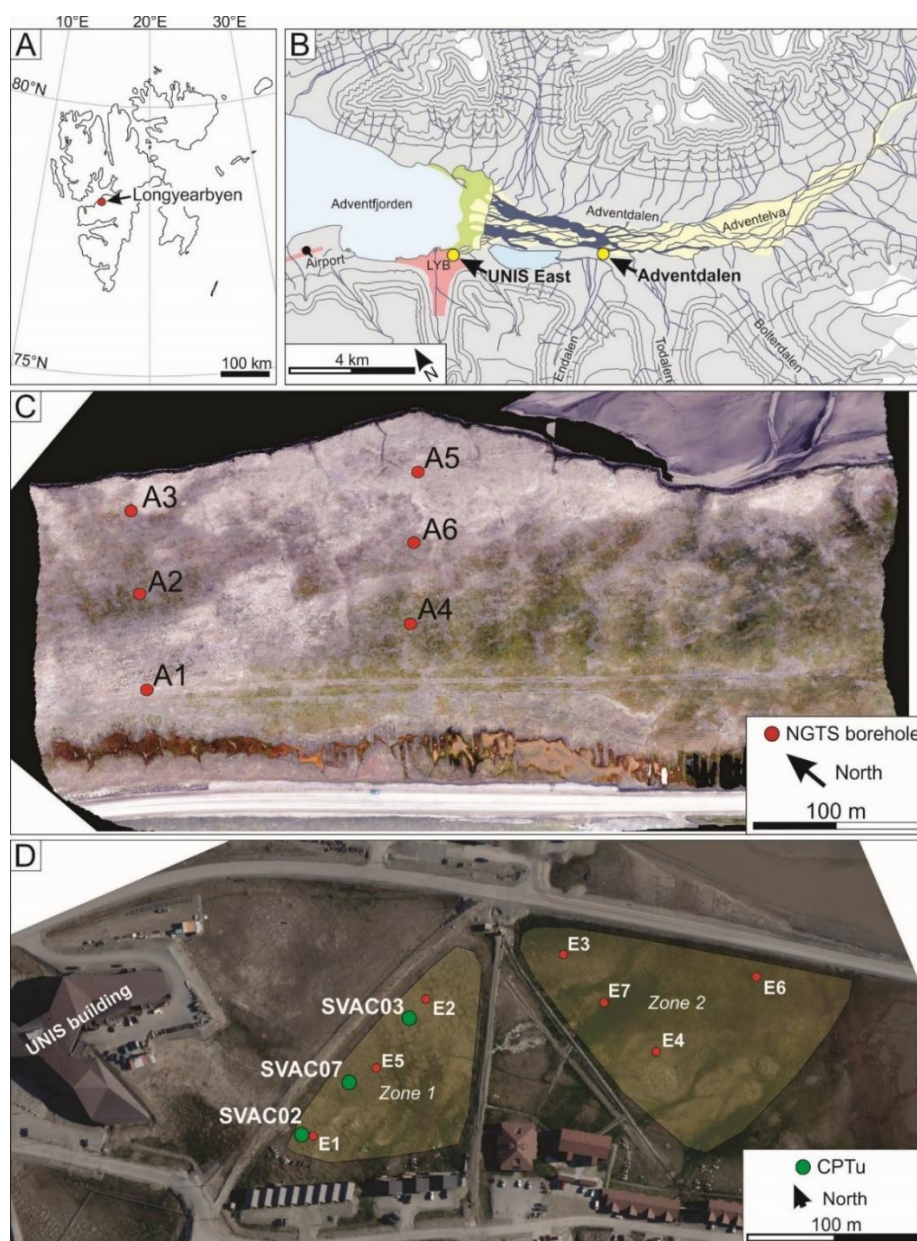 10°E
20°E
30°E
A
80°N
Longyearbyen
75°N
100 km
B
Adventfjorden
Adventdalen
Adventelva
Airport
LYB
UNIS East
Adventdalen
Endalen
Todalen
Bolterdalen
4 km
N
C
A5
A3
A6
A2
A4
A1
NGTS borehole
North
100 m
D
UNIS building
E3
SVAC03
E2
E7
Zone 2
E6
SVAC07
E5
E4
Zone 1
SVAC02
E1
CPTu
North
100 m